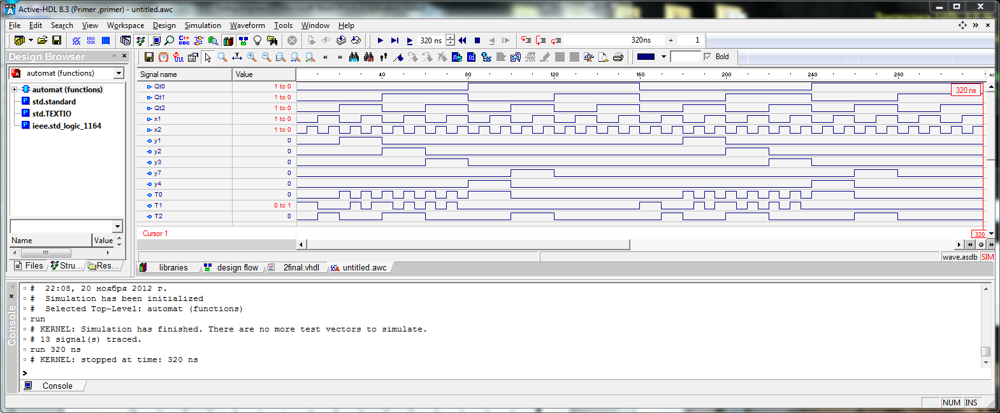 Active-HDL 8.3 (Primer ,primer) - untitled.awc
File Edit Search View Workspace Design Simulation Waveform Tools Window Help
320 ns 320ns + 1
Design Browser
automat (functions)
automat (functions)
std.standard
std.TEXTIO
ieee.std_logic_1164
Name Value
Files Stru... Res...
Bold
Signal name Value 40 80 120 160 200 240 280 ns
Qt0 1 to 0
320 ns
Qt1 1 to 0
Qt2 1 to 0
x1 1 to 0
x2 1 to 0
y1 0
y2 0
y3 0
y7 0
y4 0
T0 0
T1 0 to 1
T2 0
Cursor 1 320
wave.asdb SIM
libraries design flow 2final.vhdl untitled.awc
# 22:08, 20 ноября 2012 г.
# Simulation has been initialized
# Selected Top-Level: automat (functions)
run
# KERNEL: Simulation has finished. There are no more test vectors to simulate.
# 13 signal(s) traced.
run 320 ns
# KERNEL: stopped at time: 320 ns
>
Console
Console
NUM INS